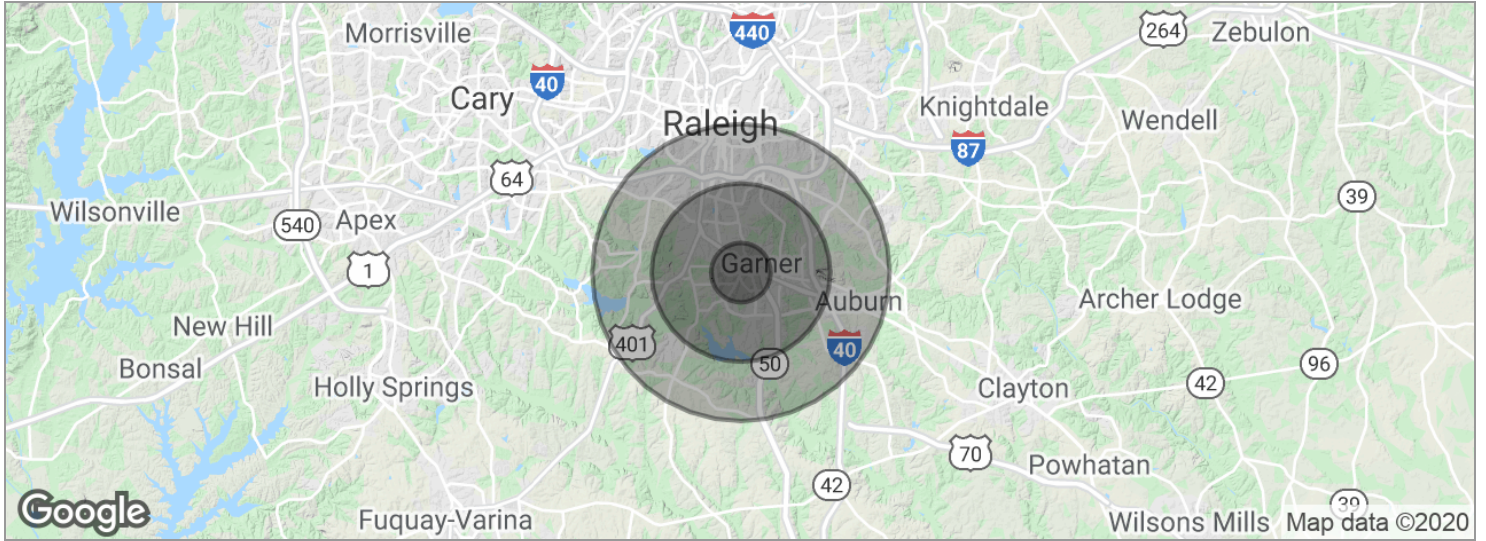 Morrisville
440
264
Zebulon
40
Cary
Knightdale
Raleigh
Wendell
87
64
39
Wilsonville
540
Apex
1
Garner
Auburn
Archer Lodge
New Hill
401
40
50
96
Bonsal
Holly Springs
Clayton
42
70
Powhatan
42
39
Google
Fuquay-Varina
Wilsons Mills
Map data ©2020